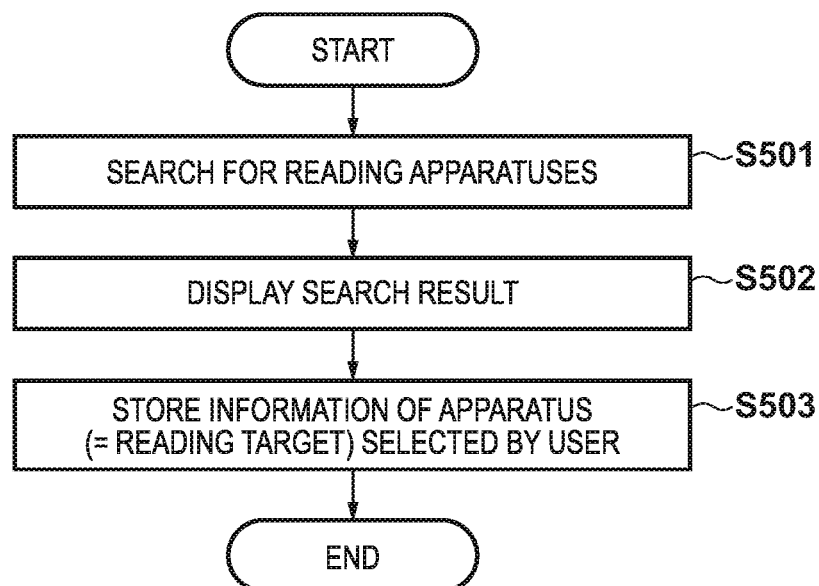 START
SEARCH FOR READING APPARATUSES
S501
DISPLAY SEARCH RESULT
S502
STORE INFORMATION OF APPARATUS
(= READING TARGET) SELECTED BY USER
S503
END